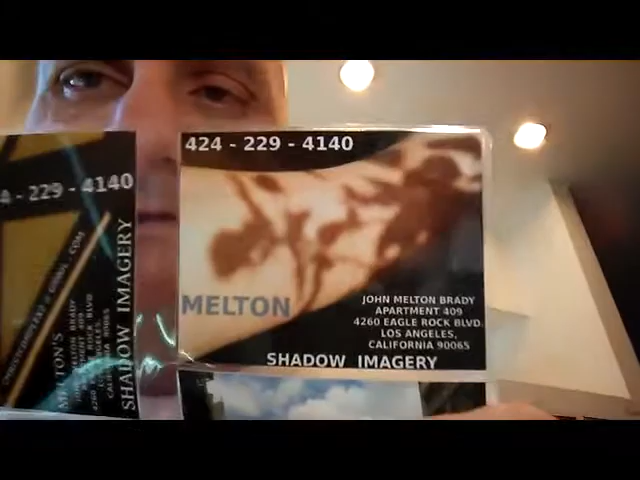 424 - 229 - 4140
MELTON
JOHN MELTON BRADY
APARTMENT 409
4260 EAGLE ROCK BLVD.
LOS ANGELES,
CALIFORNIA 90065
SHADOW IMAGERY
4 - 229 - 4140
MELTON'S
SHADOW IMAGERY